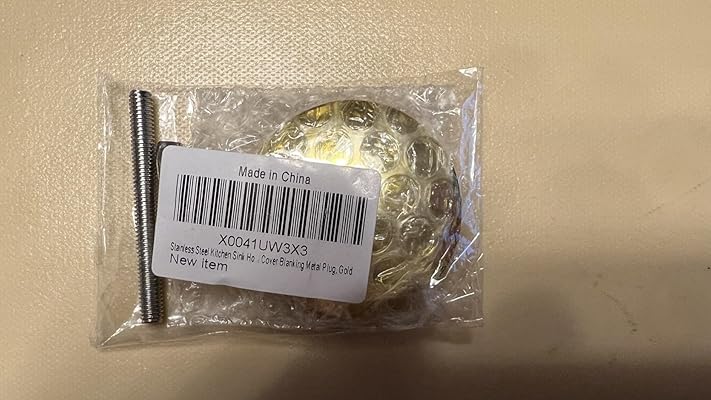 Made in China
X0041UW3X3
Stainless Steel Kitchen Sink Ho... Cover Blanking Metal Plug, Gold
New Item